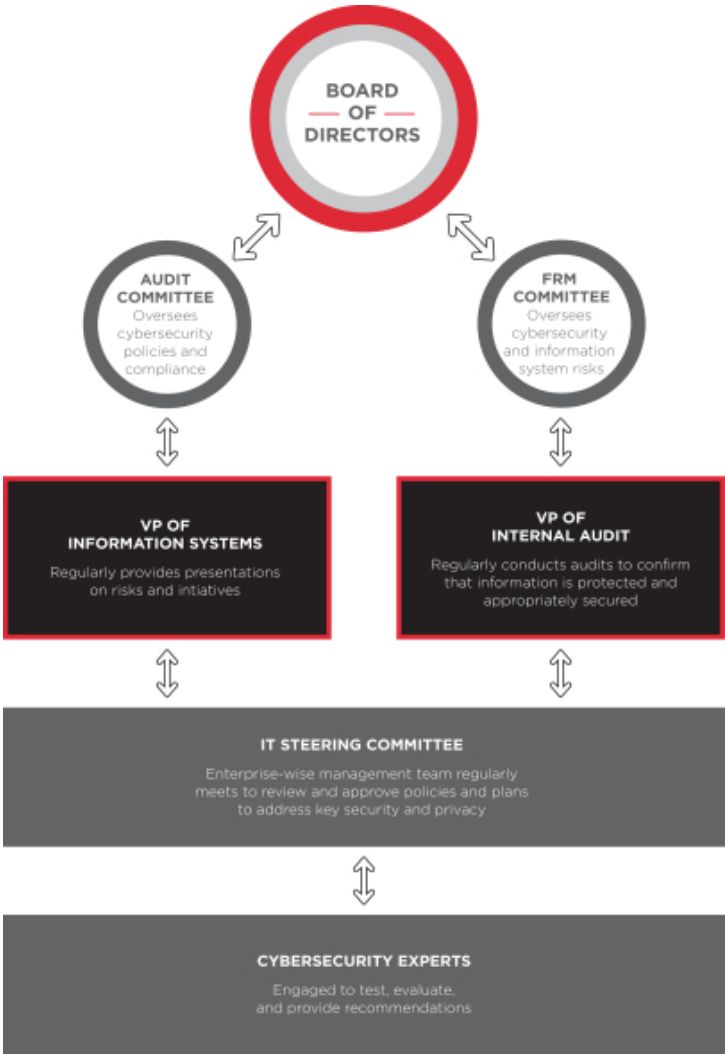 BOARD
OF
DIRECTORS
AUDIT
COMMITTEE
Oversees
cybersecurity
policies and
compliance
FRM
COMMITTEE
Oversees
cybersecurity
and information
system risks
VP OF
INFORMATION SYSTEMS
Regularly provides presentations
on risks and intiatives
VP OF
INTERNAL AUDIT
Regularly conducts audits to confirm
that information is protected and
appropriately secured
IT STEERING COMMITTEE
Enterprise-wise management team regularly
meets to review and approve policies and plans
to address key security and privacy
CYBERSECURITY EXPERTS
Engaged to test, evaluate,
and provide recommendations